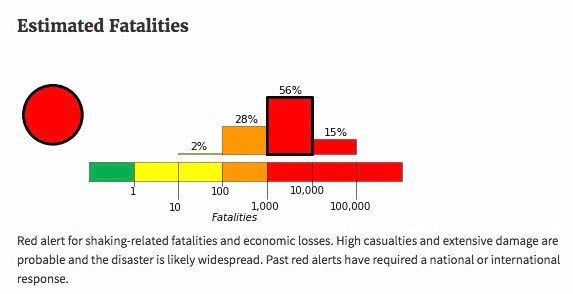 Estimated Fatalities
56%
28%
15%
2%
1 100 10,000
10 1,000 100,000
Fatalities
Red alert for shaking-related fatalities and economic losses. High casualties and extensive damage are
probable and the disaster is likely widespread. Past red alerts have required a national or international
response.